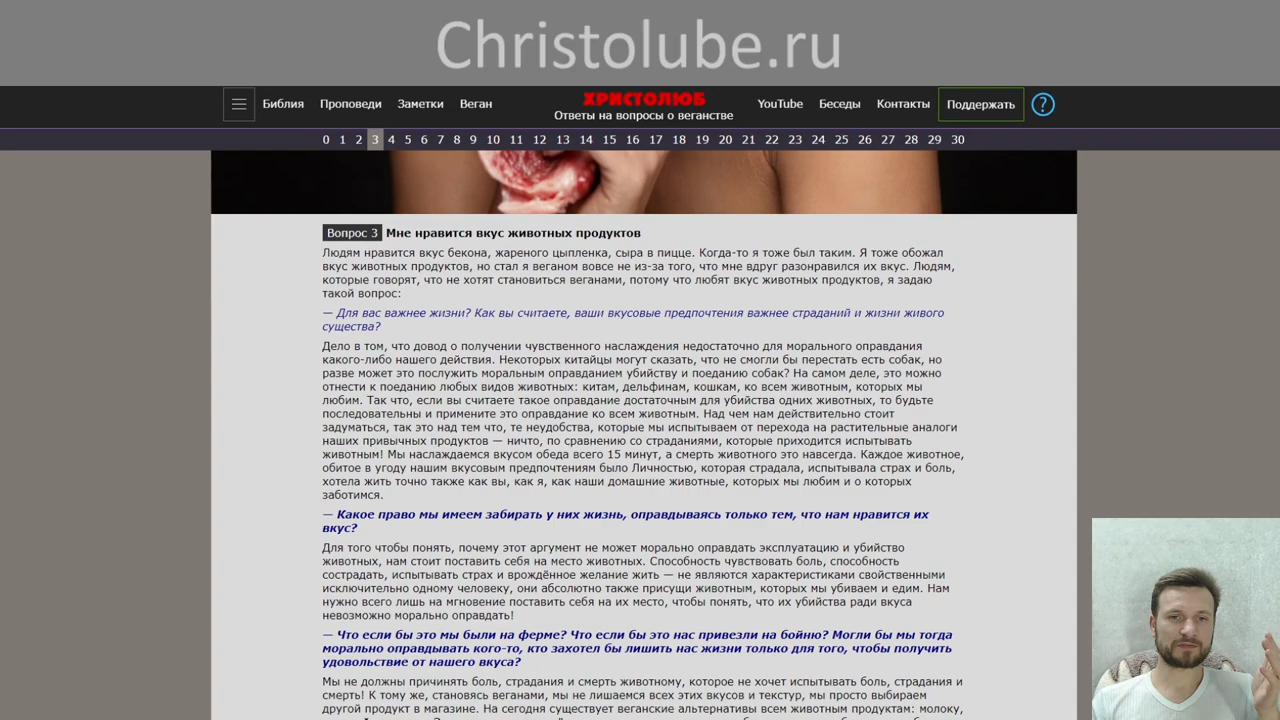 Christolube.ru
Библия Проповеди Заметки Веган ХРИСТОЛЮБ YouTube Беседы Контакты Поддержать ?
Ответы на вопросы о веганстве
0 1 2 3 4 5 6 7 8 9 10 11 12 13 14 15 16 17 18 19 20 21 22 23 24 25 26 27 28 29 30
Вопрос 3 Мне нравится вкус животных продуктов
Людям нравится вкус бекона, жареного цыпленка, сыра в пицце. Когда-то я тоже был таким. Я тоже обожал
вкус животных продуктов, но стал я веганом вовсе не из-за того, что мне вдруг разонравился их вкус. Людям,
которые говорят, что не хотят становиться веганами, потому что любят вкус животных продуктов, я задаю
такой вопрос:
— Для вас важнее жизни? Как вы считаете, ваши вкусовые предпочтения важнее страданий и жизни живого
существа?
Дело в том, что довод о получении чувственного наслаждения недостаточно для морального оправдания
какого-либо нашего действия. Некоторых китайцы могут сказать, что не смогли бы перестать есть собак, но
разве может это послужить моральным оправданием убийству и поеданию собак? На самом деле, это можно
отнести к поеданию любых видов животных: китам, дельфинам, кошкам, ко всем животным, которых мы
любим. Так что, если вы считаете такое оправдание достаточным для убийства одних животных, то будьте
последовательны и примените это оправдание ко всем животным. Над чем нам действительно стоит
задуматься, так это над тем что, те неудобства, которые мы испытываем от перехода на растительные аналоги
наших привычных продуктов — ничто, по сравнению со страданиями, которые приходится испытывать
животным! Мы наслаждаемся вкусом обеда всего 15 минут, а смерть животного это навсегда. Каждое животное,
обитое в угоду нашим вкусовым предпочтениям было Личностью, которая страдала, испытывала страх и боль,
хотела жить точно также как вы, как я, как наши домашние животные, которых мы любим и о которых
заботимся.
— Какое право мы имеем забирать у них жизнь, оправдываясь только тем, что нам нравится их
вкус?
Для того чтобы понять, почему этот аргумент не может морально оправдать эксплуатацию и убийство
животных, нам стоит поставить себя на место животных. Способность чувствовать боль, способность
сострадать, испытывать страх и врождённое желание жить — не являются характеристиками свойственными
исключительно одному человеку, они абсолютно также присущи животным, которых мы убиваем и едим. Нам
нужно всего лишь на мгновение поставить себя на их место, чтобы понять, что их убийства ради вкуса
невозможно морально оправдать!
— Что если бы это мы были на ферме? Что если бы это нас привезли на бойню? Могли бы мы тогда
морально оправдывать кого-то, кто захотел бы лишить нас жизни только для того, чтобы получить
удовольствие от нашего вкуса?
Мы не должны причинять боль, страдания и смерть животному, которое не хочет испытывать боль, страдания и
смерть! К тому же, становясь веганами, мы не лишаемся всех этих вкусов и текстур, мы просто выбираем
другой продукт в магазине. На сегодня существует веганские альтернативы всем животным продуктам: молоку,